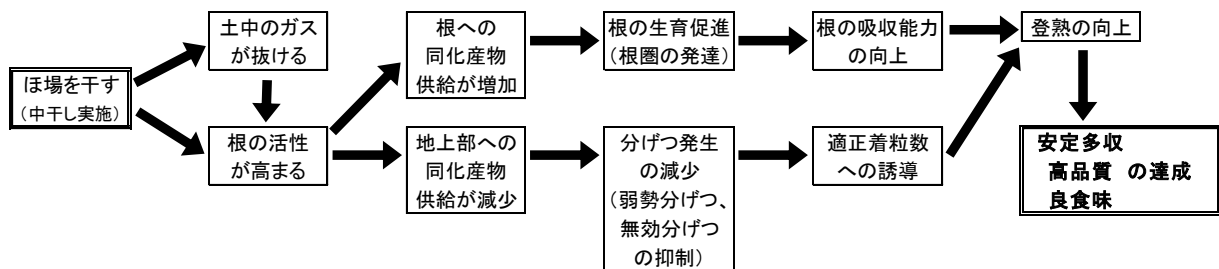 ほ場を干す
（中干し実施）
土中のガス
が抜ける
根の活性
が高まる
根への
同化産物
供給が増加
地上部への
同化産物
供給が減少
根の生育促進
（根圏の発達）
分げつ発生
の減少
（弱勢分げつ、
無効分げつ
の抑制）
根の吸収能力
の向上
適正着粒数
への誘導
登熟の向上
安定多収
高品質 の達成
良食味